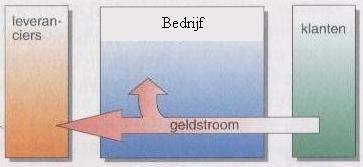 leveran-
ciers
Bedrijf
klanten
geldstroom